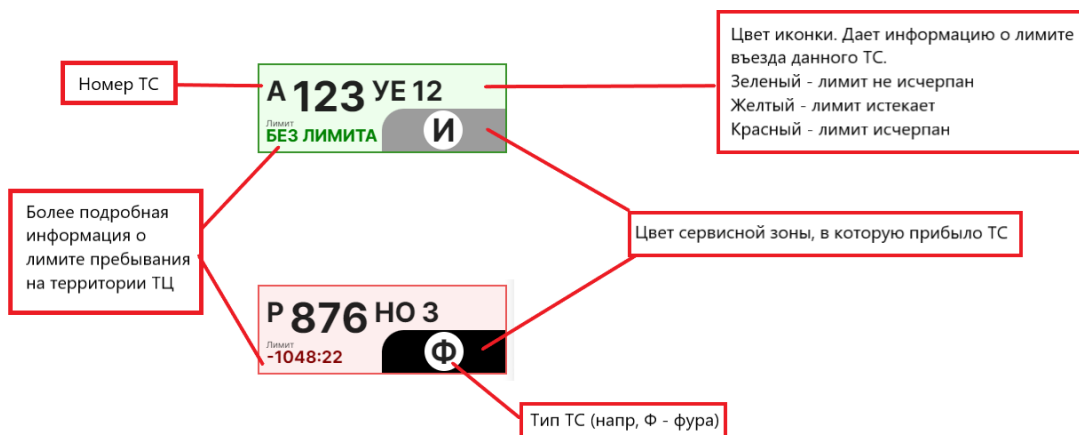 Номер ТС
А 123 УЕ 12
Лимит
БЕЗ ЛИМИТА
И
Цвет иконки. Дает информацию о лимите
въезда данного ТС.
Зеленый - лимит не исчерпан
Желтый - лимит истекает
Красный - лимит исчерпан
Более подробная
информация о
лимите пребывания
на территории ТЦ
Цвет сервисной зоны, в которую прибыло ТС
Р 876 НО 3
Лимит
-1048:22
Ф
Тип ТС (напр, Ф - фура)